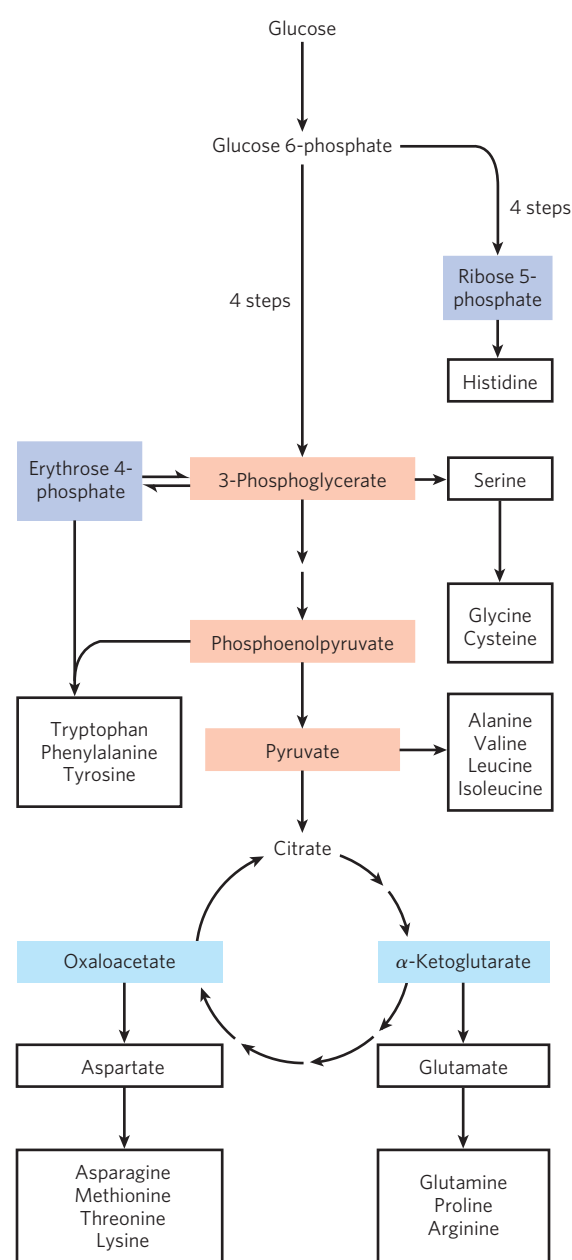 Glucose
Glucose 6-phosphate
4 steps
Ribose 5-
phosphate
4 steps
Histidine
Erythrose 4-
phosphate
3-Phosphoglycerate
Serine
Glycine
Cysteine
Phosphoenolpyruvate
Tryptophan
Phenylalanine
Tyrosine
Pyruvate
Alanine
Valine
Leucine
Isoleucine
Citrate
Oxaloacetate
α-Ketoglutarate
Aspartate
Glutamate
Asparagine
Methionine
Threonine
Lysine
Glutamine
Proline
Arginine